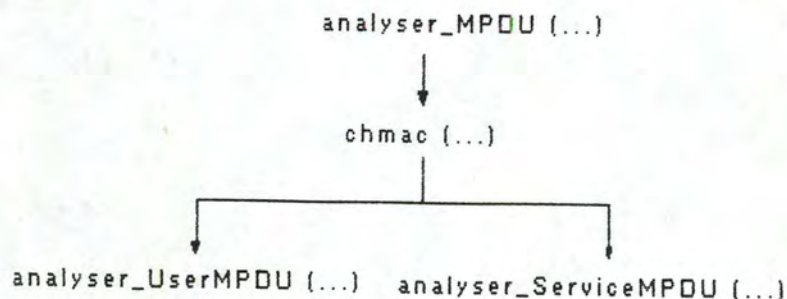 analyser_MPDU (...)
chmac (...)
analyser_UserMPDU (...)
analyser_ServiceMPDU (...)